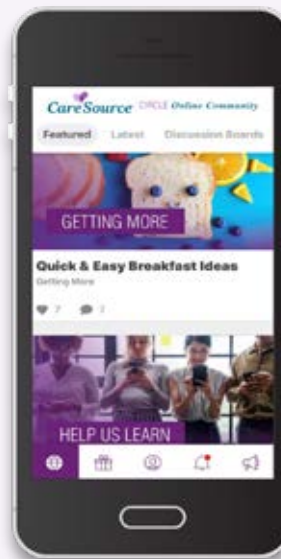 CareSource CIRCLE Online Community
Featured Latest Discussion Boards
GETTING MORE
Quick & Easy Breakfast Ideas
Getting More
7 7
HELP US LEARN